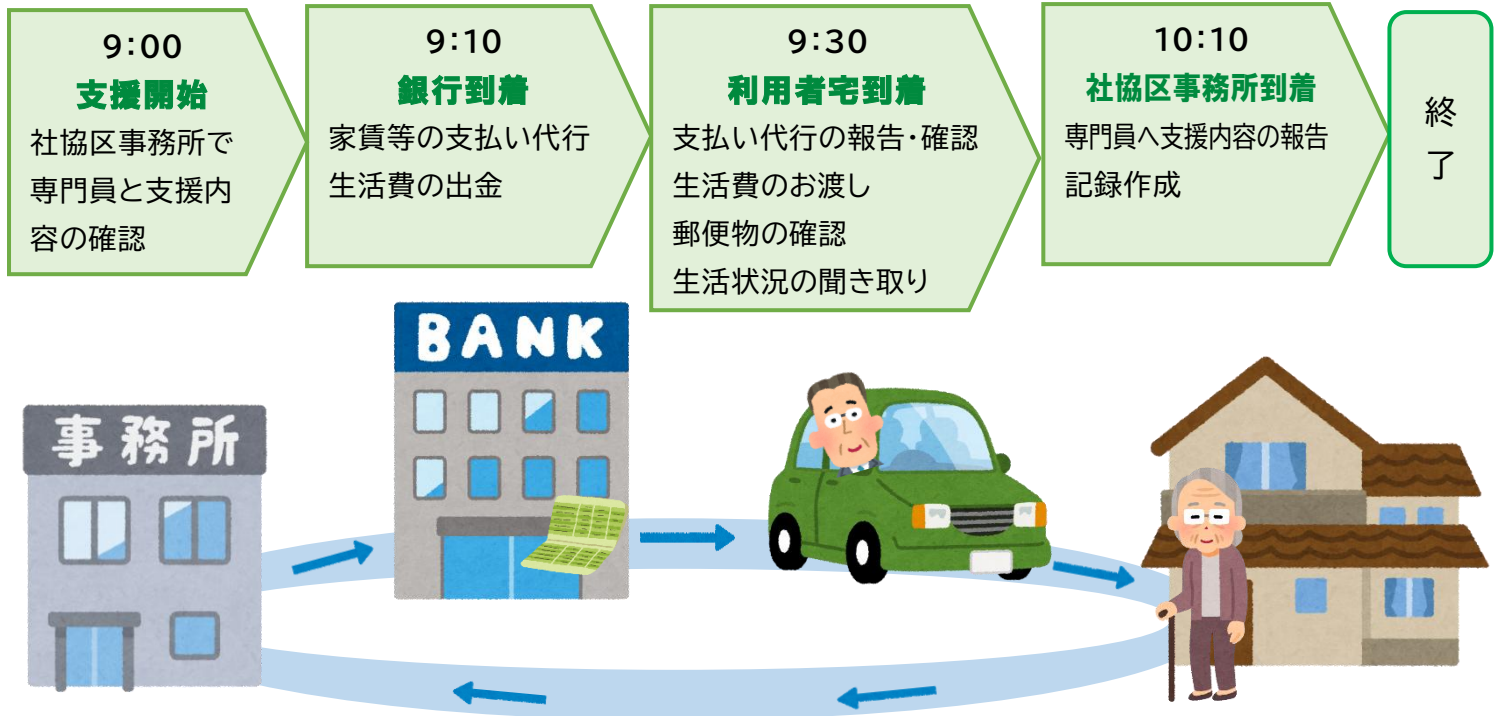 9:00
支援開始
社協区事務所で
専門員と支援内
容の確認
9:10
銀行到着
家賃等の支払い代行
生活費の出金
9:30
利用者宅到着
支払い代行の報告・確認
生活費のお渡し
郵便物の確認
生活状況の聞き取り
10:10
社協区事務所到着
専門員へ支援内容の報告
記録作成
終
了
事務所
BANK